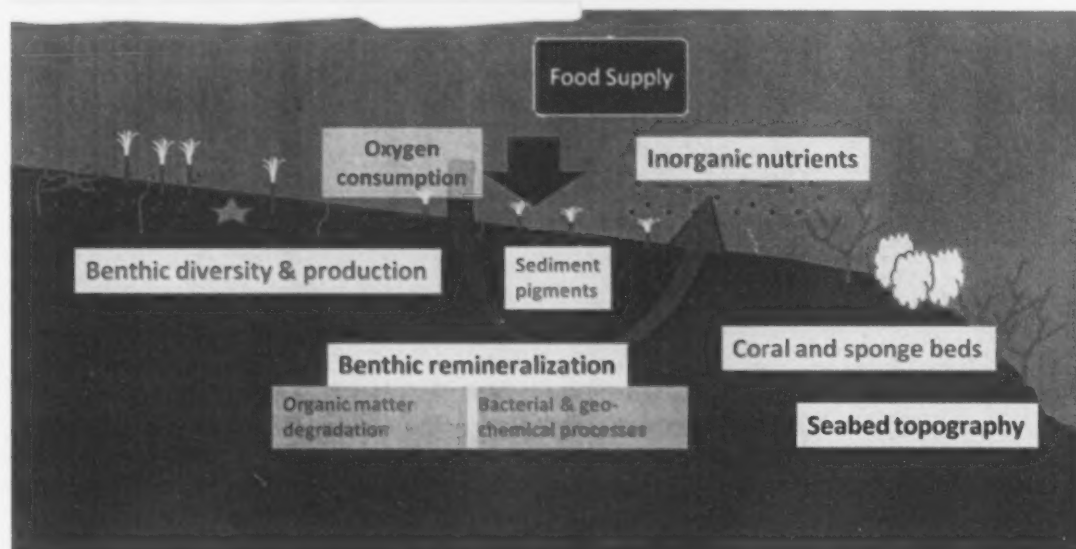 Food Supply
Oxygen
consumption
Inorganic nutrients
Benthic diversity & production
Sediment
pigments
Benthic remineralization
Organic matter
degradation
Bacterial & geo-
chemical processes
Coral and sponge beds
Seabed topography